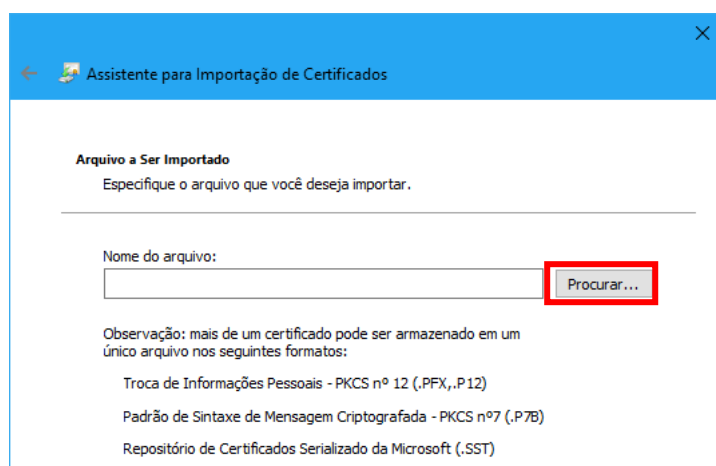 Assistente para Importação de Certificados
Arquivo a Ser Importado
Especifique o arquivo que você deseja importar.
Nome do arquivo:
Procurar...
Observação: mais de um certificado pode ser armazenado em um
único arquivo nos seguintes formatos:
Troca de Informações Pessoais - PKCS nº 12 (.PFX,.P12)
Padrão de Sintaxe de Mensagem Criptografada - PKCS nº7 (.P7B)
Repositório de Certificados Serializado da Microsoft (.SST)